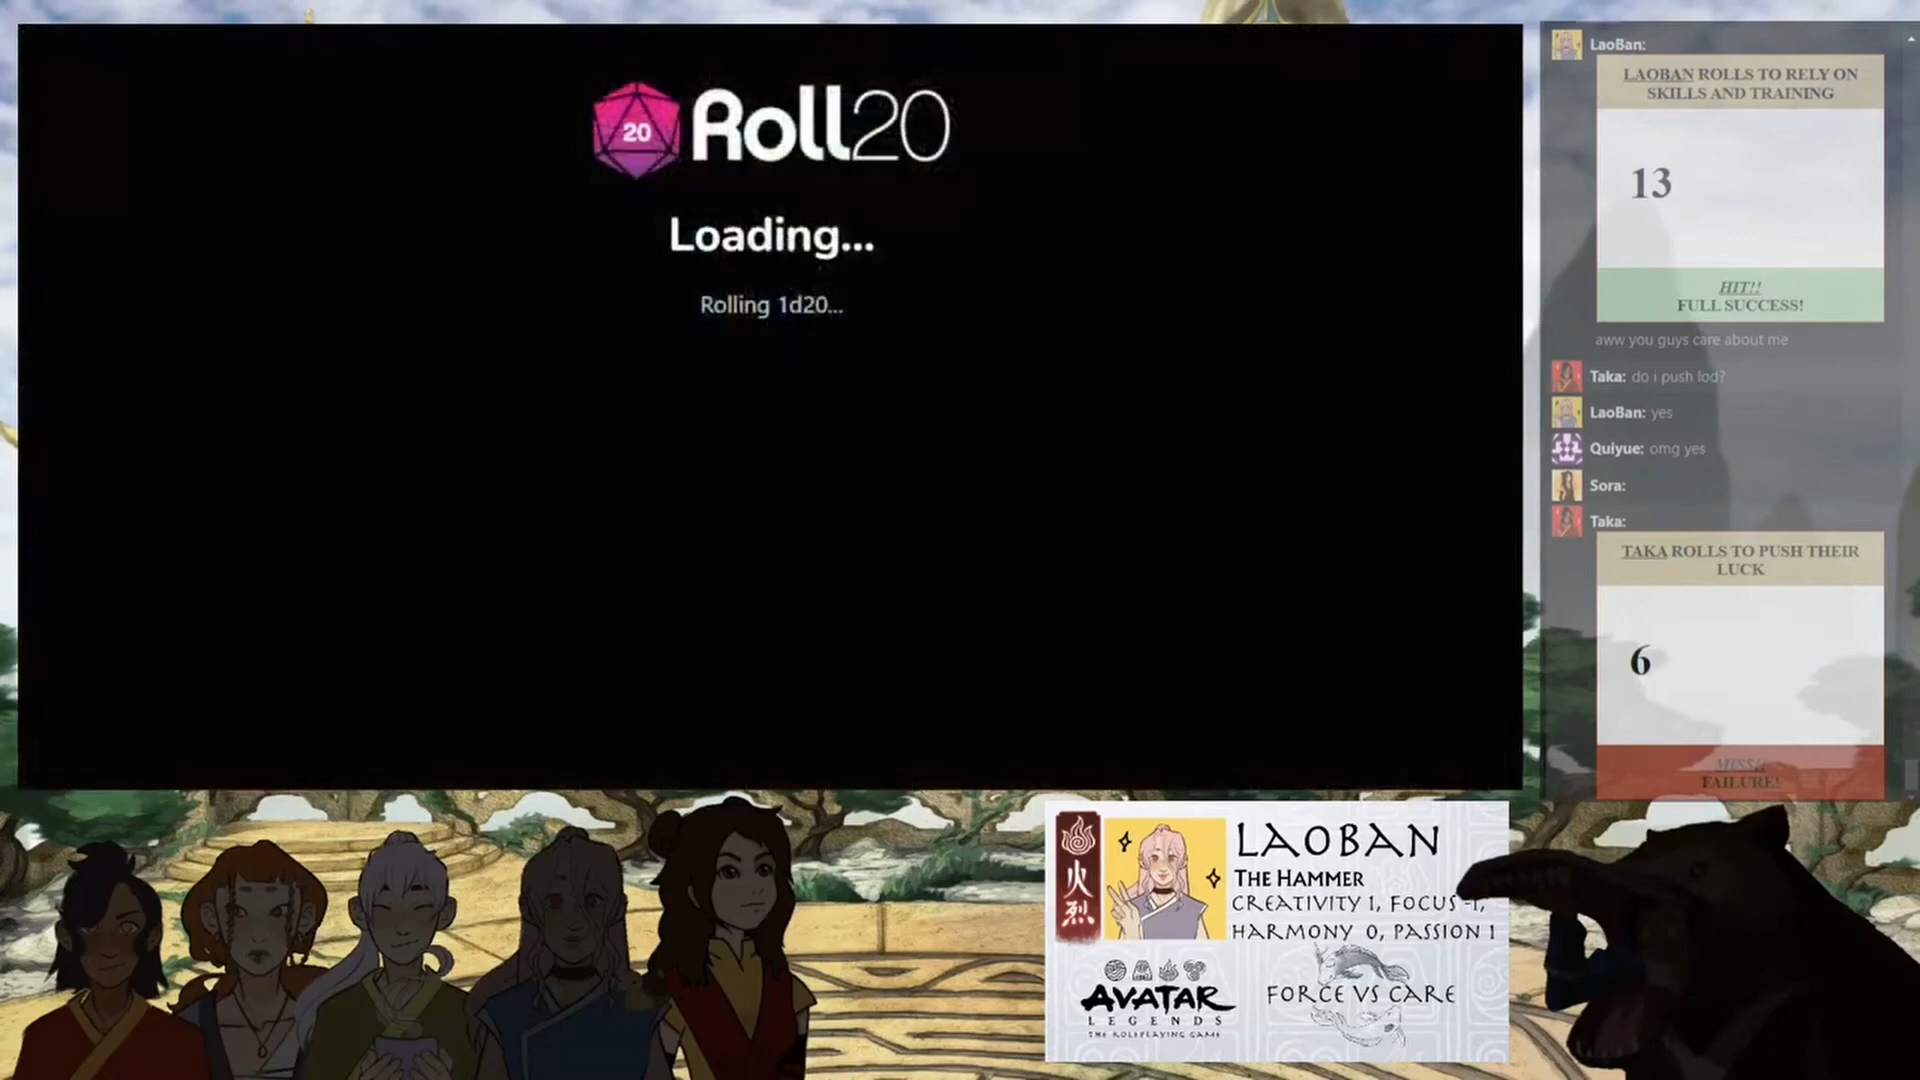 20 Roll20
Loading...
Rolling 1d20...
LaoBan:
LAOBAN ROLLS TO RELY ON
SKILLS AND TRAINING
13
HIT!!
FULL SUCCESS!
aww you guys care about me
Taka: do i push lod?
LaoBan: yes
Quiyue: omg yes
Sora:
Taka:
TAKA ROLLS TO PUSH THEIR
LUCK
6
MISS!!
FAILURE!
火
烈
LAOBAN
THE HAMMER
CREATIVITY 1, FOCUS -1,
HARMONY 0, PASSION 1
AVATAR
LEGENDS
THE ROLEPLAYING GAME
FORCE VS CARE